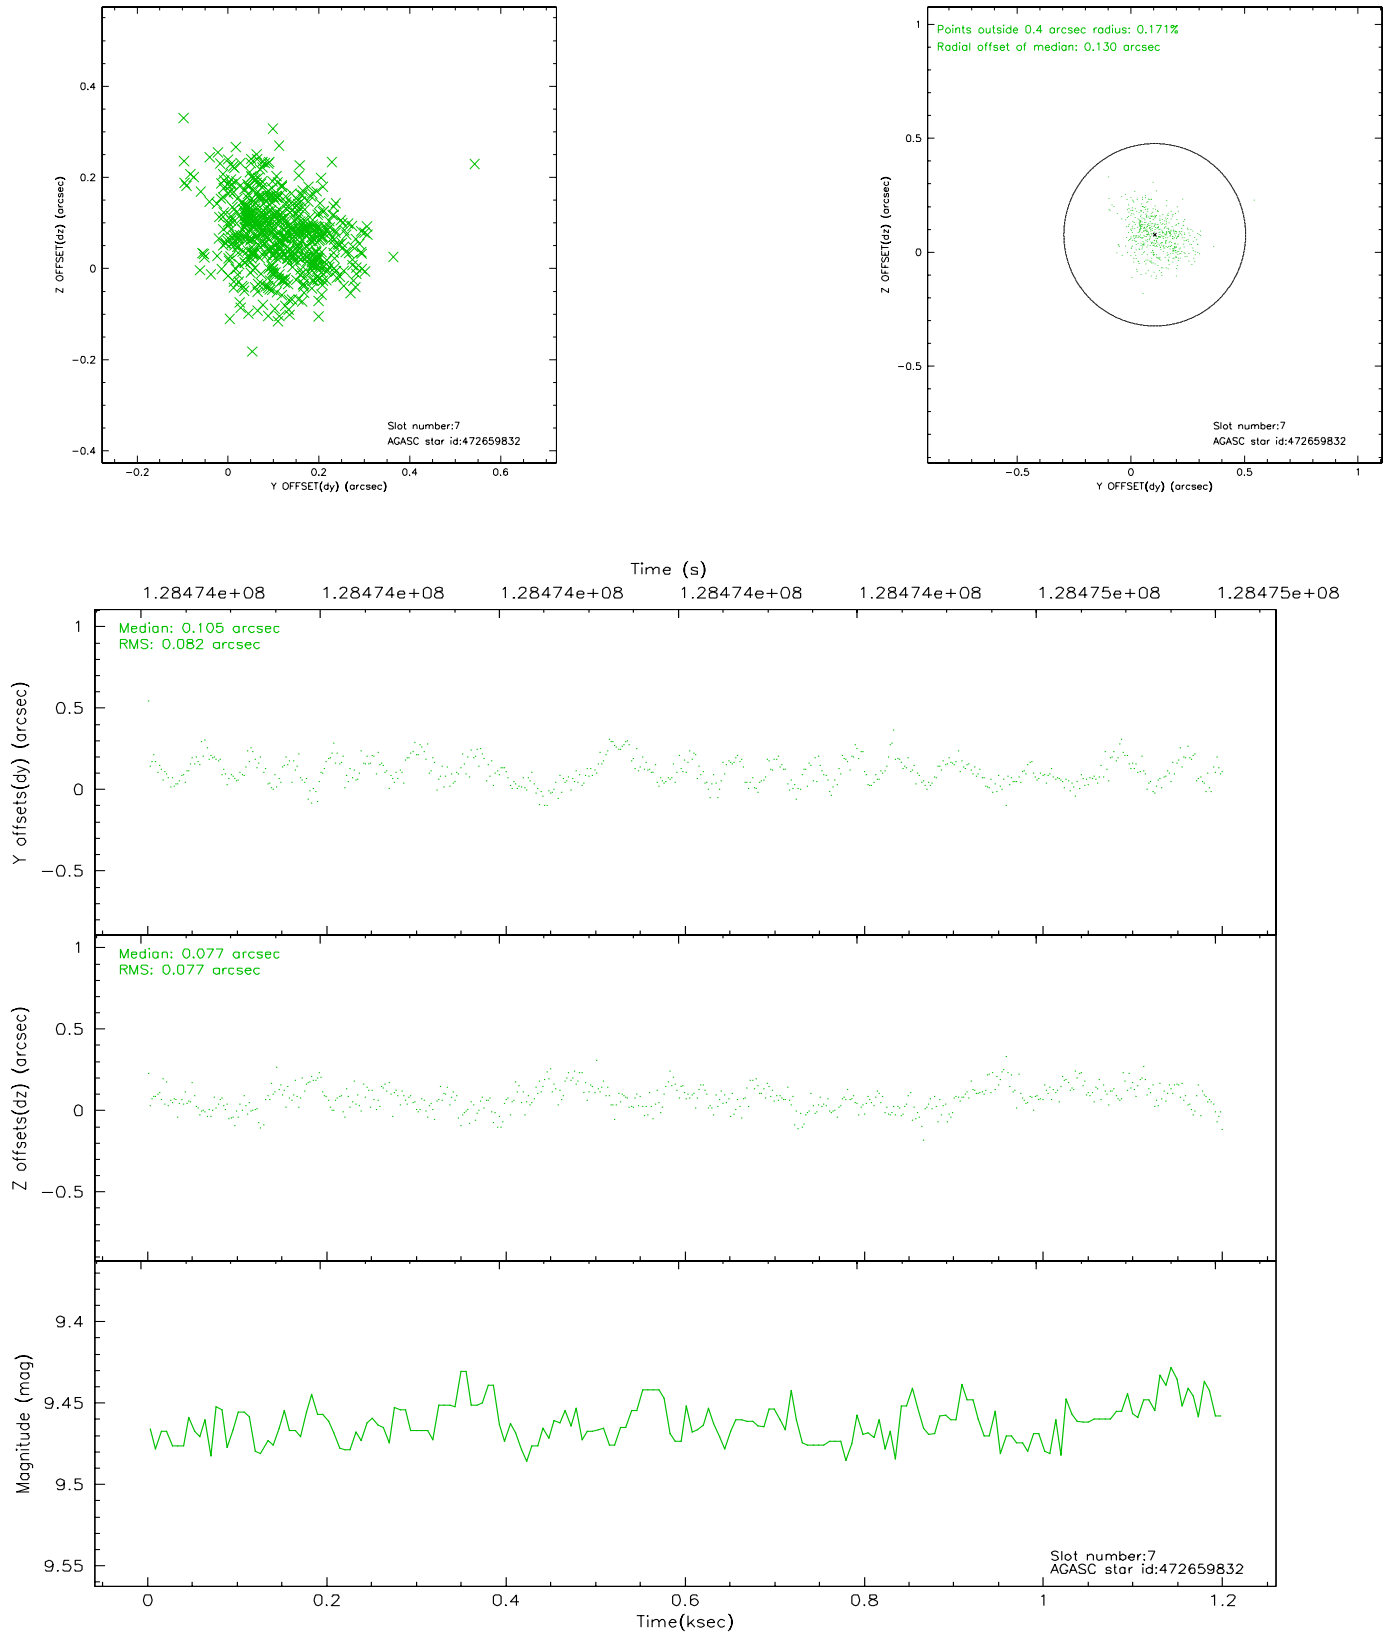 0.4
0.2
0
−0.2
−0.4
Z OFFSET(dz) (arcsec)
Slot number:7
AGASC star id:472659832
−0.2 0 0.2 0.4 0.6
Y OFFSET(dy) (arcsec)
Points outside 0.4 arcsec radius: 0.171%
Radial offset of median: 0.130 arcsec
1
0.5
0
−0.5
Z OFFSET(dz) (arcsec)
Slot number:7
AGASC star id:472659832
−0.5 0 0.5 1
Y OFFSET(dy) (arcsec)
Time (s)
1.28474e+08 1.28474e+08 1.28474e+08 1.28474e+08 1.28474e+08 1.28475e+08 1.28475e+08
Median: 0.105 arcsec
RMS: 0.082 arcsec
1
0.5
0
−0.5
Y offsets(dy) (arcsec)
Median: 0.077 arcsec
RMS: 0.077 arcsec
1
0.5
0
−0.5
Z offsets(dz) (arcsec)
9.4
9.45
9.5
9.55
Magnitude (mag)
Slot number:7
AGASC star id:472659832
0 0.2 0.4 0.6 0.8 1 1.2
Time(ksec)